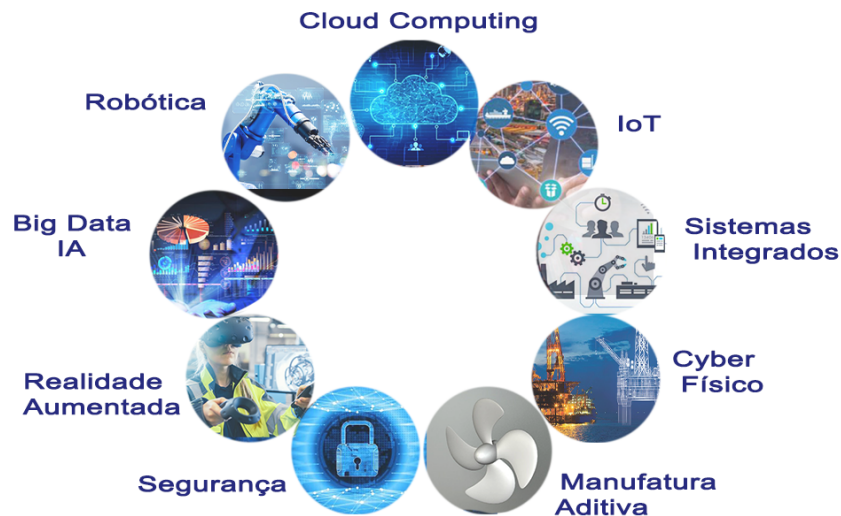 Cloud Computing
Robótica
IoT
Big Data
IA
Sistemas
Integrados
Realidade
Aumentada
Cyber
Físico
Segurança
Manufatura
Aditiva